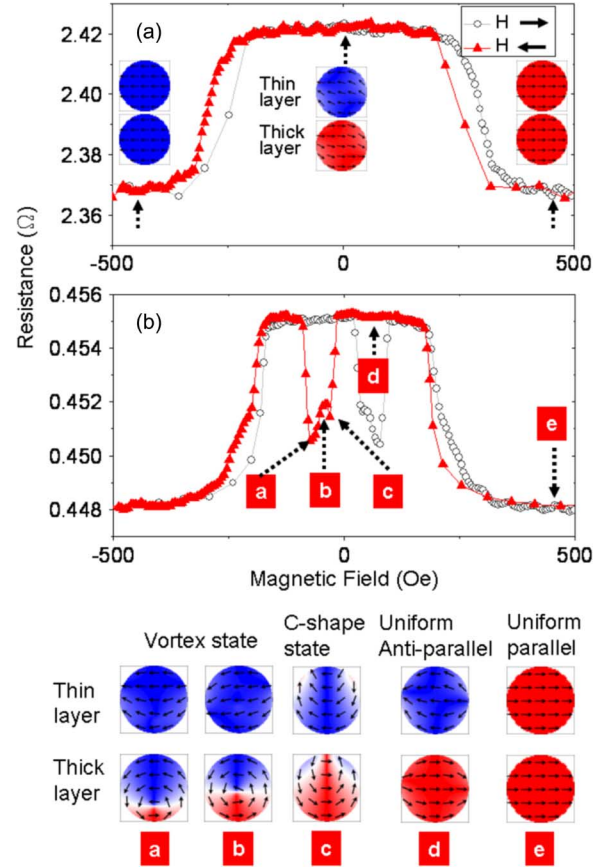 (a)
H
H
2.42
2.40
2.38
2.36
Thin
layer
Thick
layer
-500
0
500
Resistance (Ω)
(b)
0.456
0.454
0.452
0.450
0.448
d
e
a
b
c
-500
0
500
Magnetic Field (Oe)
Vortex state
C-shape
state
Uniform
Anti-parallel
Uniform
parallel
Thin
layer
Thick
layer
a
b
c
d
e